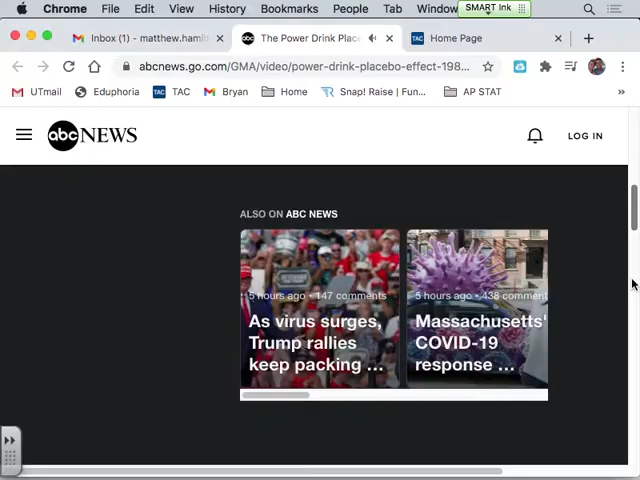 Chrome File Edit View History Bookmarks People Tab Window SMART Ink
Inbox (1) - matthew.hamil
The Power Drink Place
Home Page
abcnews.go.com/GMA/video/power-drink-placebo-effect-198...
UTmail Eduphoria TAC Bryan Home Snap! Raise | Fun... AP STAT
abc NEWS LOG IN
ALSO ON ABC NEWS
5 hours ago • 147 comments
As virus surges,
Trump rallies
keep packing ...
5 hours ago • 438 comment
Massachusetts'
COVID-19
response ...